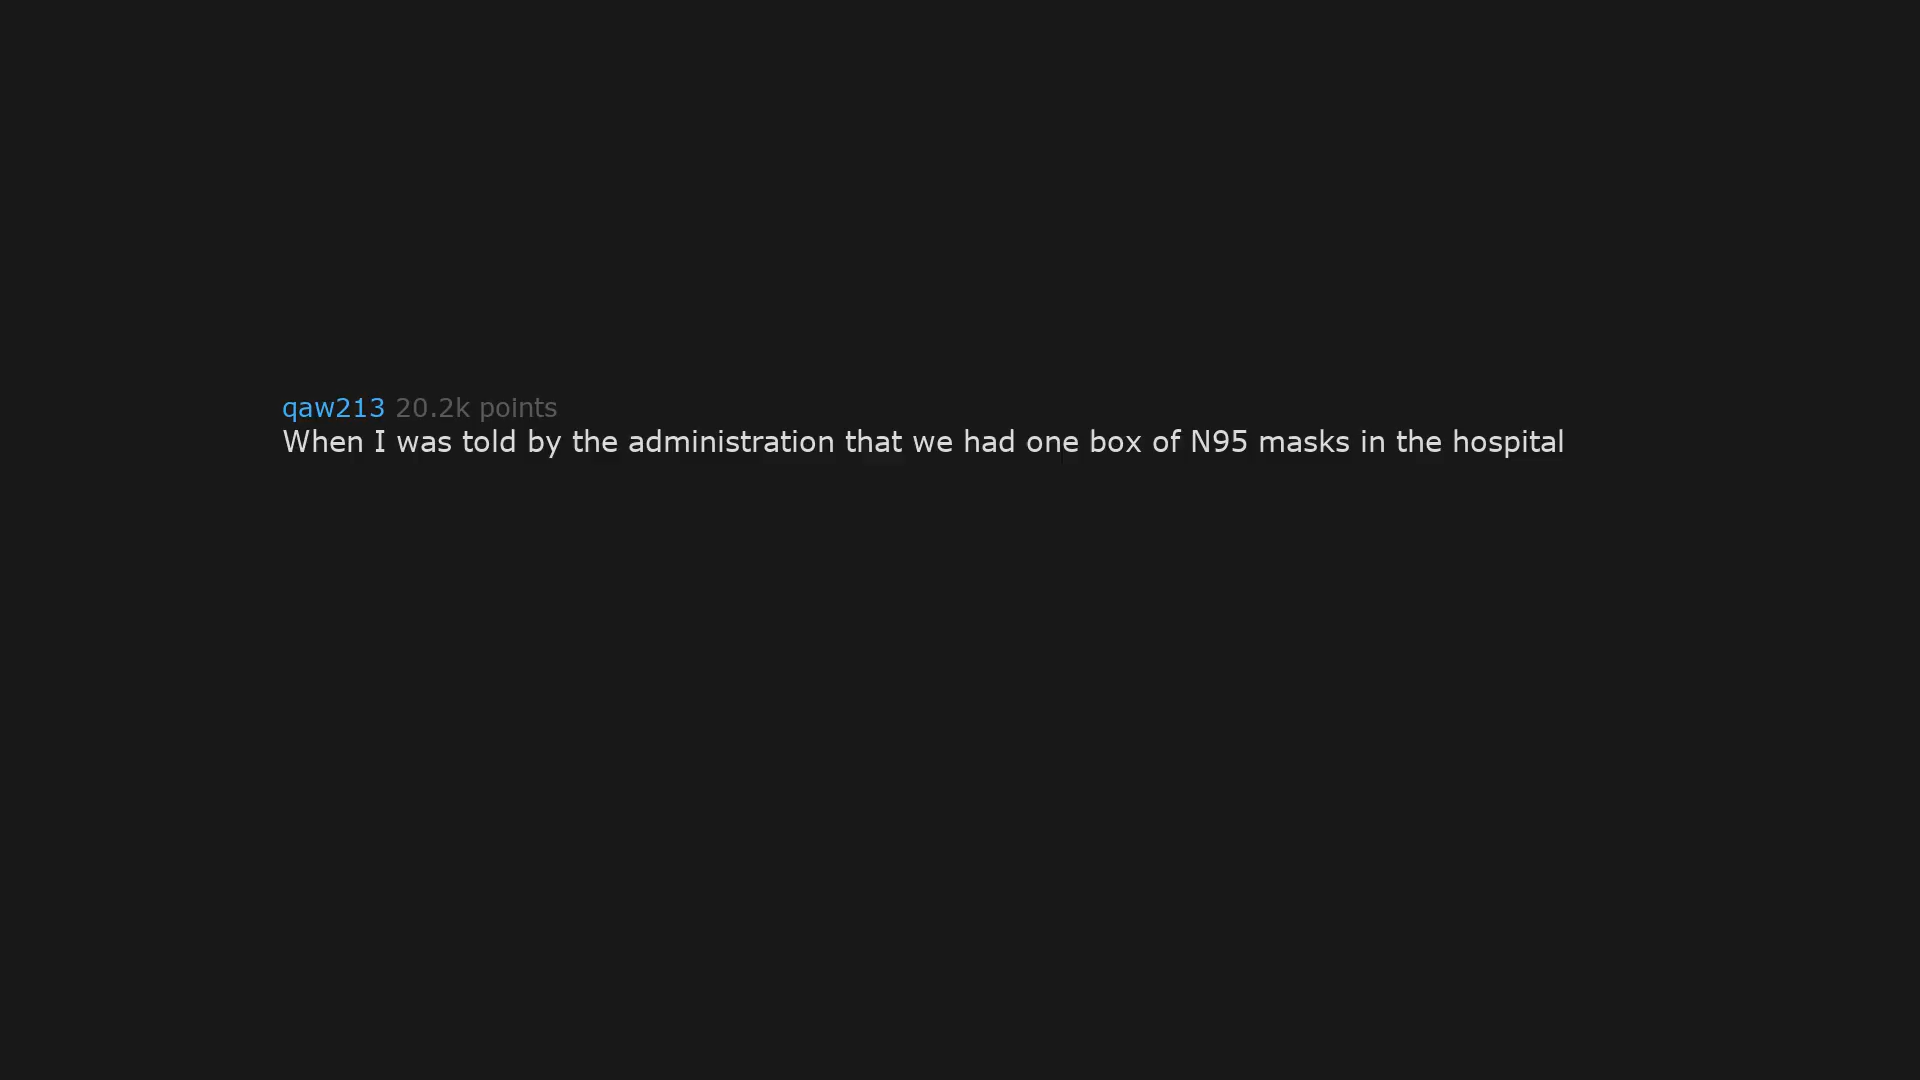 qaw213 20.2k points
When I was told by the administration that we had one box of N95 masks in the hospital